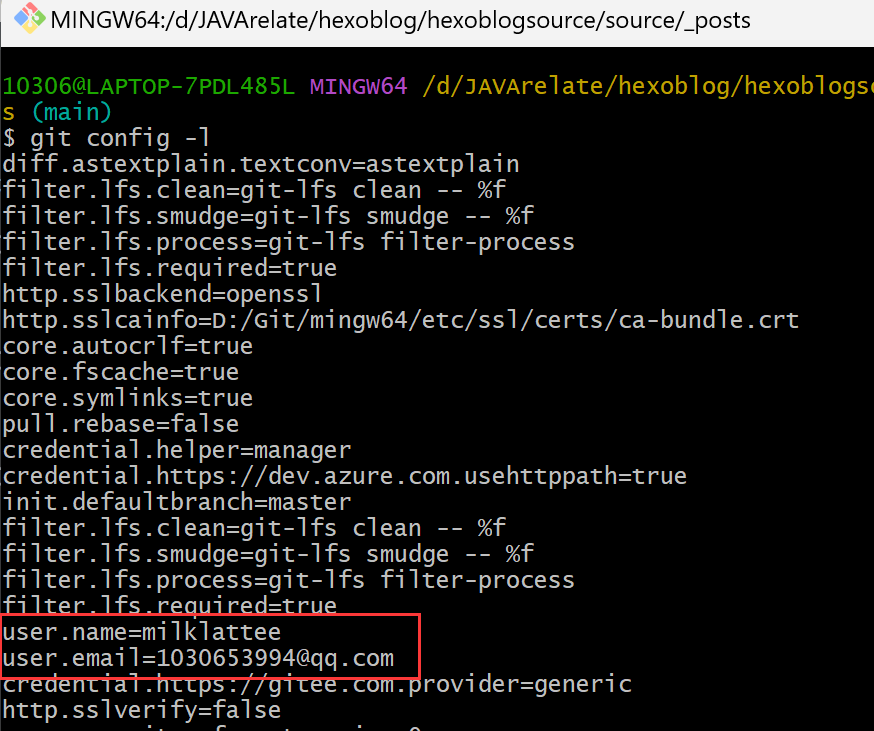 MINGW64:/d/JAVArelate/hexoblog/hexoblogsource/source/_posts
10306@LAPTOP-7PDL485L MINGW64 /d/JAVArelate/hexoblog/hexoblogs
s (main)
$ git config -l
diff.astextplain.textconv=astextplain
filter.lfs.clean=git-lfs clean -- %f
filter.lfs.smudge=git-lfs smudge -- %f
filter.lfs.process=git-lfs filter-process
filter.lfs.required=true
http.sslbackend=openssl
http.sslcainfo=D:/Git/mingw64/etc/ssl/certs/ca-bundle.crt
core.autocrlf=true
core.fscache=true
core.symlinks=true
pull.rebase=false
credential.helper=manager
credential.https://dev.azure.com.usehttppath=true
init.defaultbranch=master
filter.lfs.clean=git-lfs clean -- %f
filter.lfs.smudge=git-lfs smudge -- %f
filter.lfs.process=git-lfs filter-process
filter.lfs.required=true
user.name=milklattee
user.email=1030653994@qq.com
credential.https://gitee.com.provider=generic
http.sslverify=false